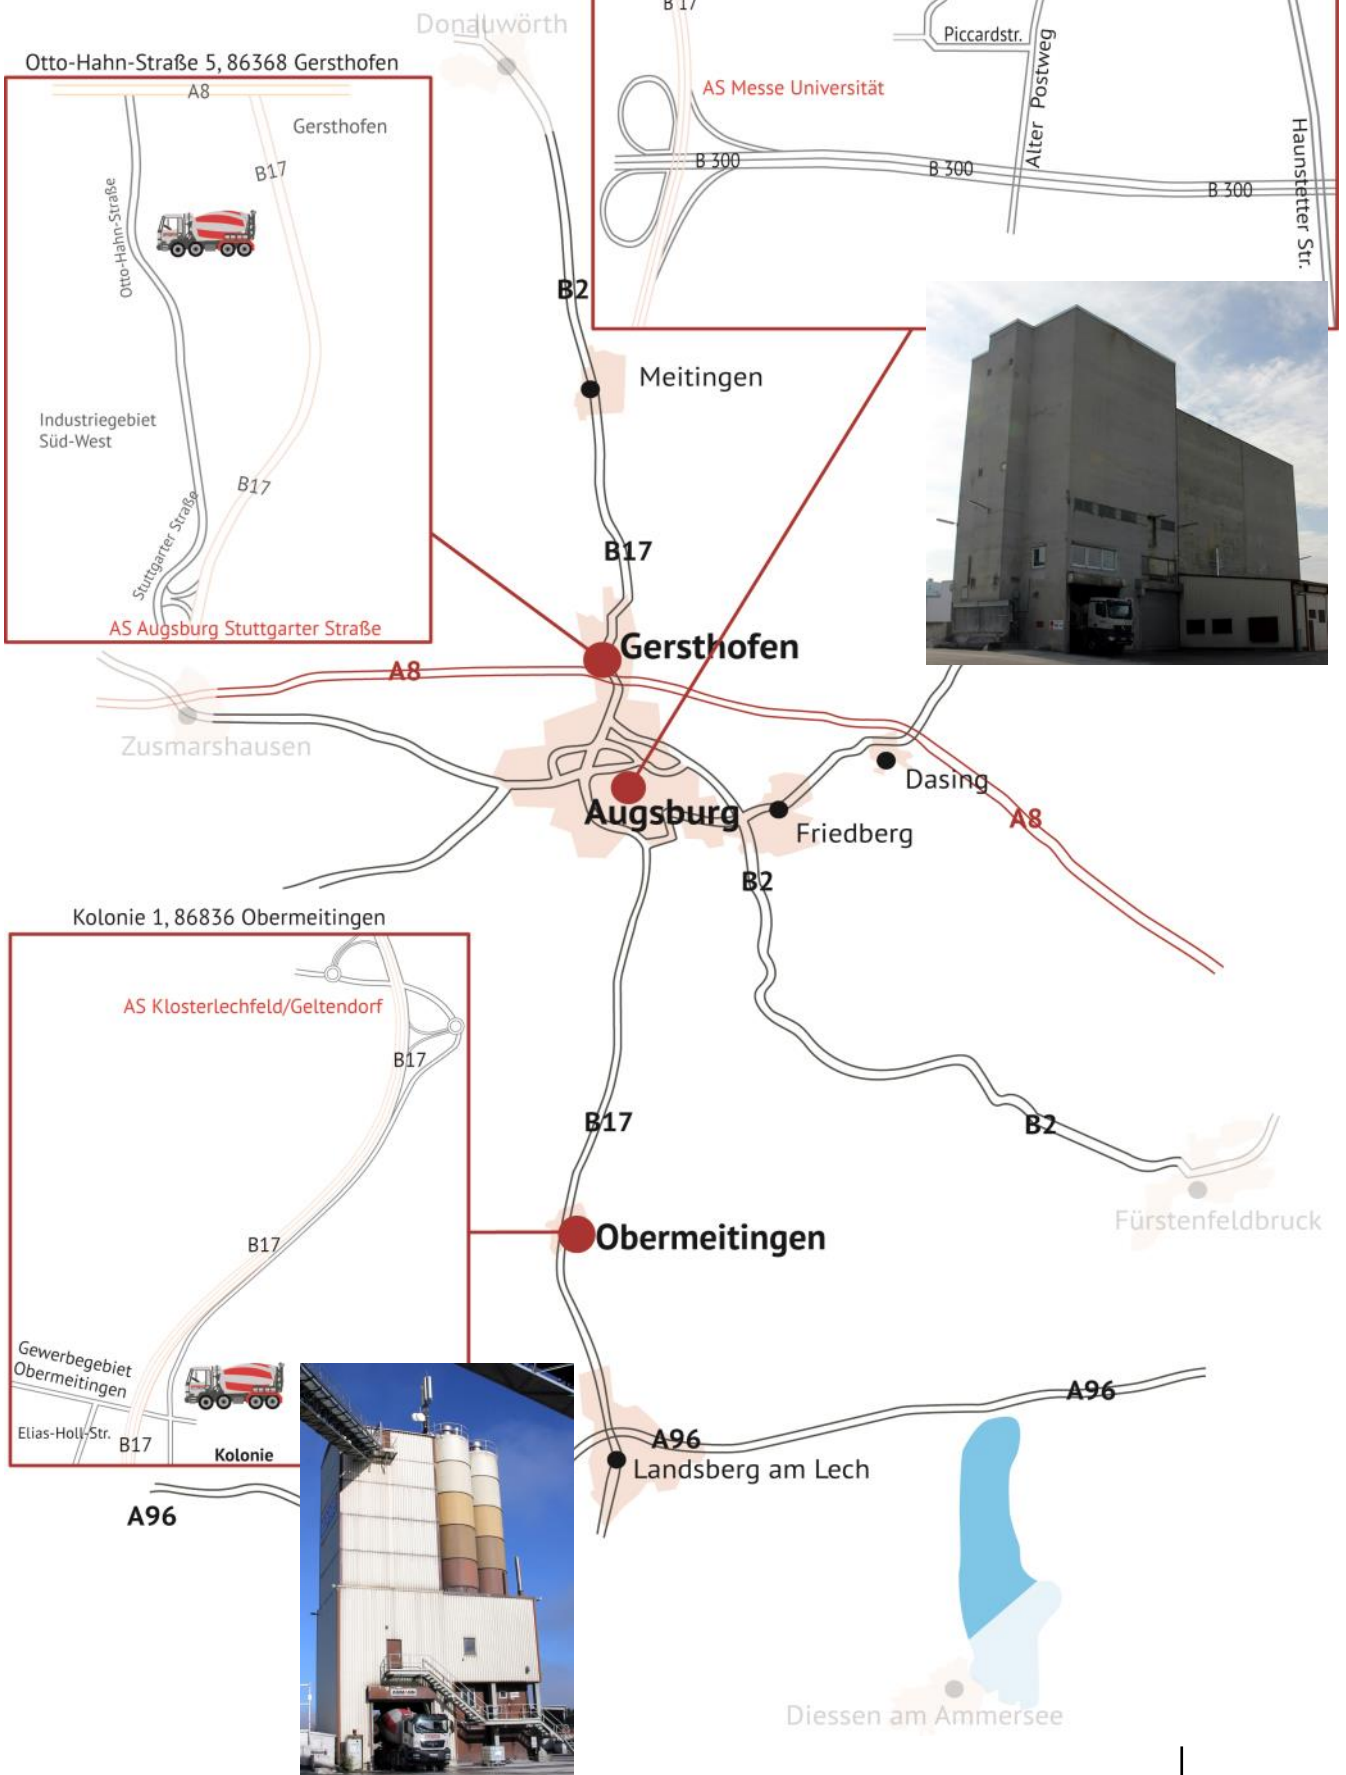 Donauwörth
B 17
Piccardstr.
Alter Postweg
Haunstetter Str.
AS Messe Universität
B 300
B 300
B 300
Otto-Hahn-Straße 5, 86368 Gersthofen
A8
Gersthofen
B17
Otto-Hahn-Straße
Industriegebiet
Süd-West
B17
Stuttgarter Straße
AS Augsburg Stuttgarter Straße
B2
Meitingen
B17
Gersthofen
A8
Zusmarshausen
Dasing
Augsburg
Friedberg
A8
B2
Kolonie 1, 86836 Obermeitingen
AS Klosterlechfeld/Geltendorf
B17
B17
Gewerbegebiet
Obermeitingen
Elias-Holl-Str.
B17
Kolonie
B17
B2
Fürstenfeldbruck
Obermeitingen
A96
A96
Landsberg am Lech
A96
Diessen am Ammersee